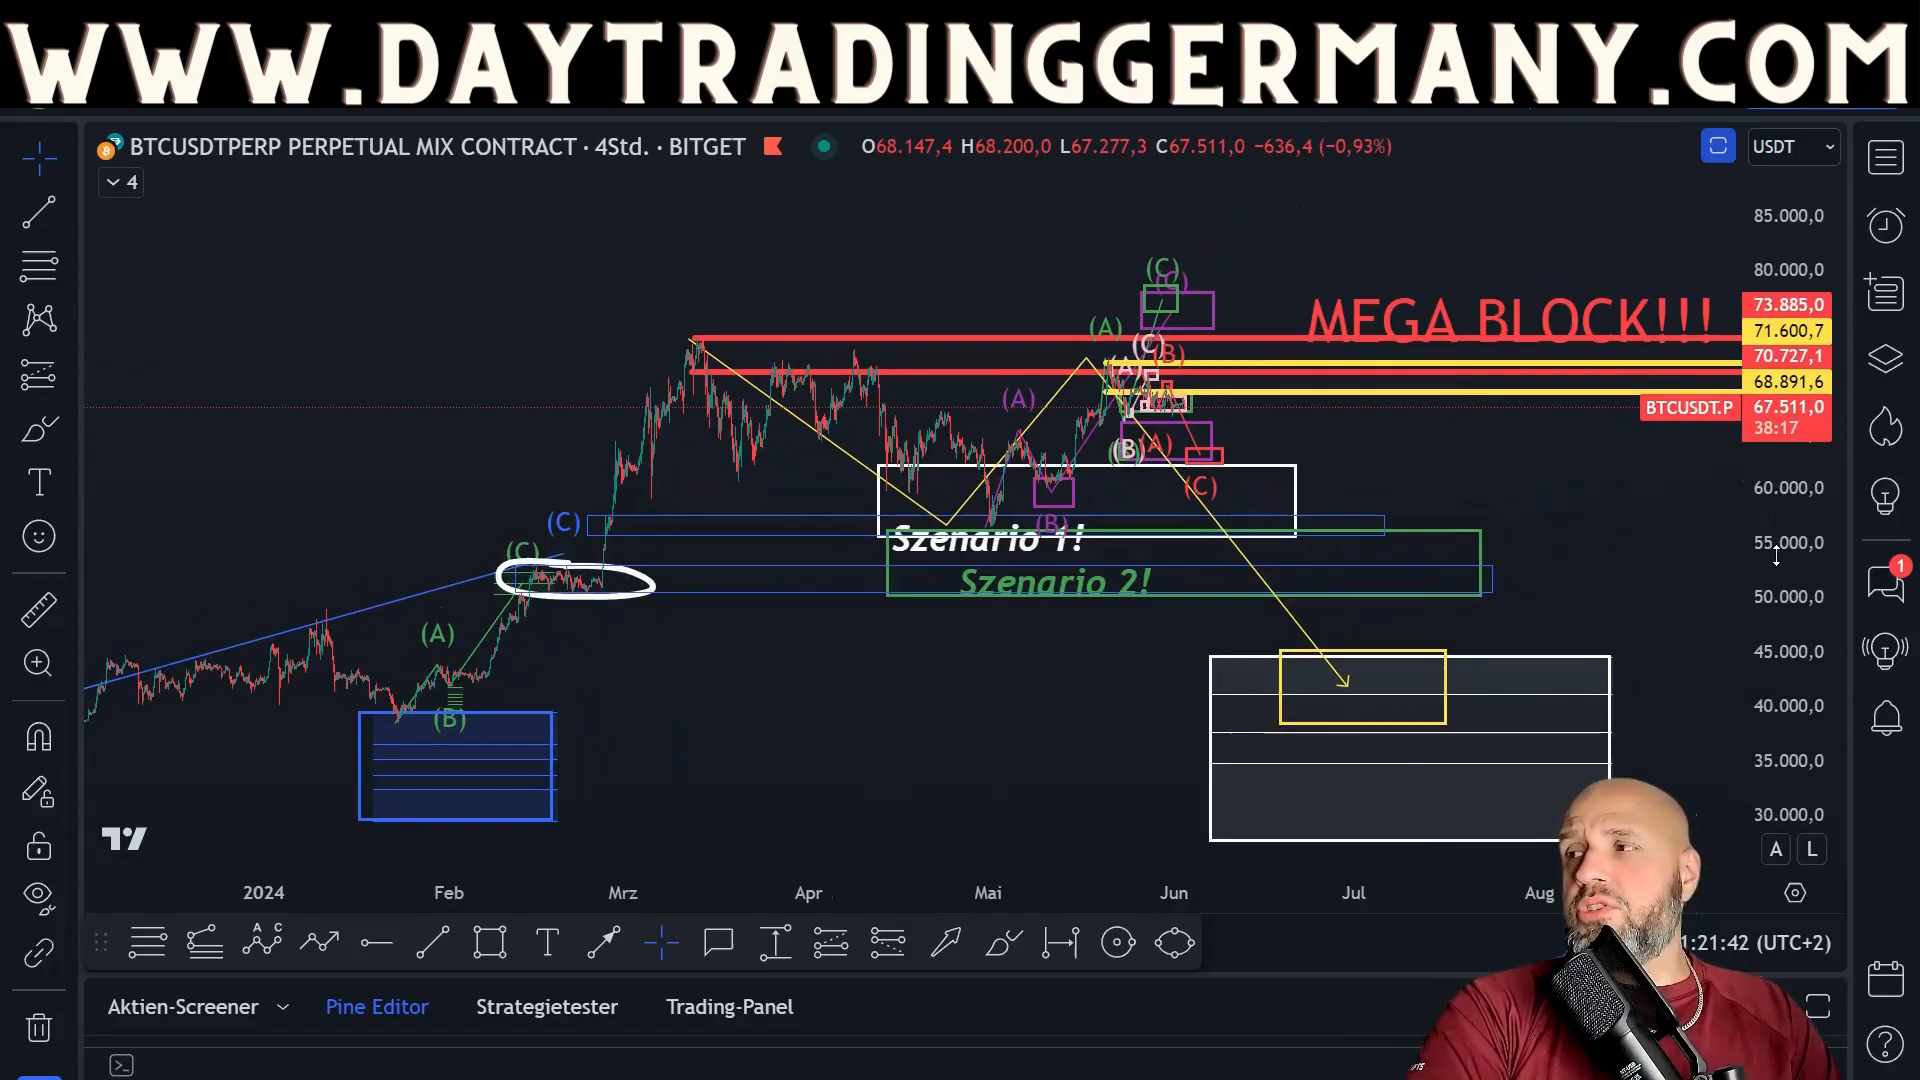 WWW.DAYTRADINGGERMANY.COM
BTCUSDTPERP PERPETUAL MIX CONTRACT · 4Std. · BITGET
O68.147,4 H68.200,0 L67.277,3 C67.511,0 −636,4 (−0,93%)
USDT
4
85.000,0
80.000,0
(C)
(C)
MEGA BLOCK!!!
73.885,0
(A)
71.600,7
(C)
(B)
70.727,1
(A)
68.891,6
(A)
BTCUSDT.P
67.511,0
38:17
(B)
(A)
(C)
60.000,0
(C)
(B)
Szenario 1!
55.000,0
(C)
Szenario 2!
50.000,0
(A)
45.000,0
(B)
40.000,0
35.000,0
30.000,0
A
L
2024
Feb
Mrz
Apr
Mai
Jun
Jul
Aug
A C
T
1:21:42 (UTC+2)
1
Aktien-Screener
Pine Editor
Strategietester
Trading-Panel